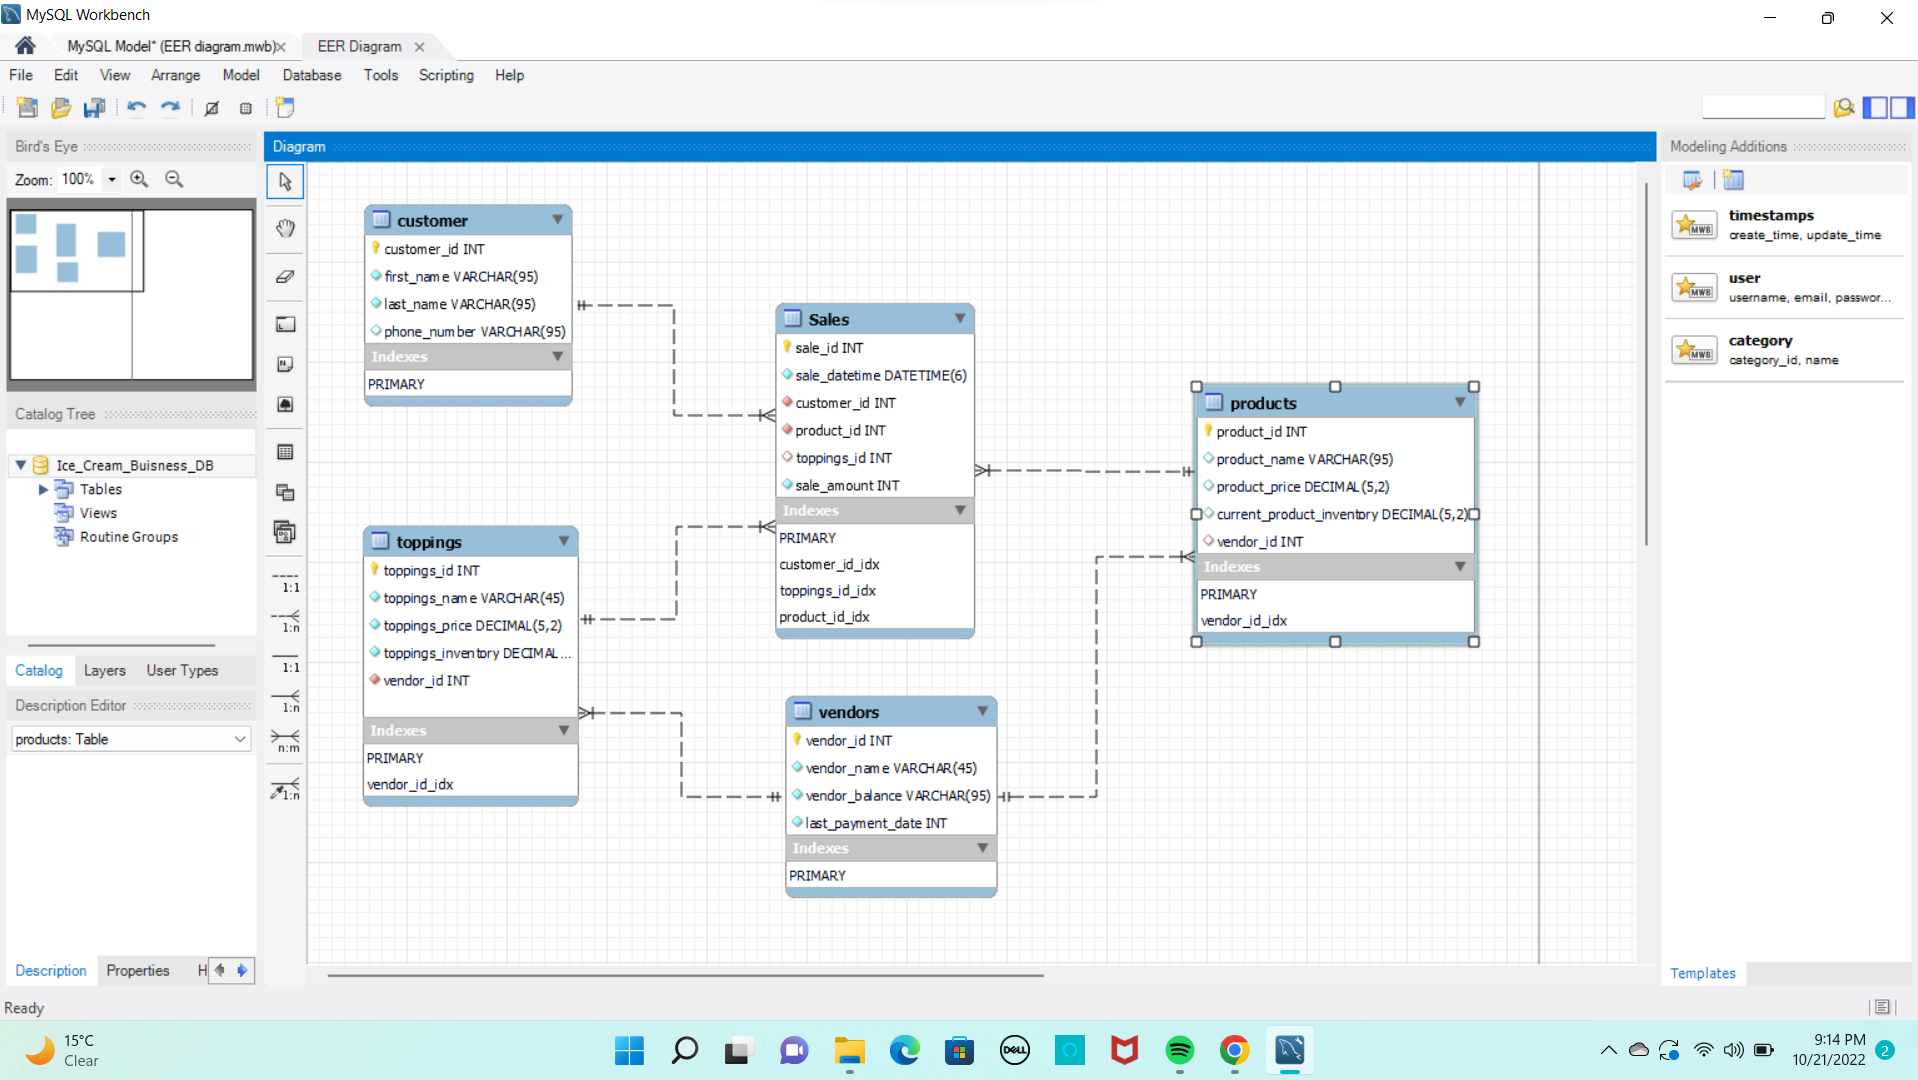 MySQL Workbench
MySQL Model* (EER diagram.mwb)
EER Diagram
File Edit View Arrange Model Database Tools Scripting Help
Bird's Eye
Zoom: 100%
Catalog Tree
Ice_Cream_Buisness_DB
Tables
Views
Routine Groups
Catalog Layers User Types
Description Editor
products: Table
Description Properties H
Ready
Diagram
1:1
1:n
1:1
1:n
n:m
1:n
customer
customer_id INT
first_name VARCHAR(95)
last_name VARCHAR(95)
phone_number VARCHAR(95)
Indexes
PRIMARY
toppings
toppings_id INT
toppings_name VARCHAR(45)
toppings_price DECIMAL(5,2)
toppings_inventory DECIMAL...
vendor_id INT
Indexes
PRIMARY
vendor_id_idx
Sales
sale_id INT
sale_datetime DATETIME(6)
customer_id INT
product_id INT
toppings_id INT
sale_amount INT
Indexes
PRIMARY
customer_id_idx
toppings_id_idx
product_id_idx
vendors
vendor_id INT
vendor_name VARCHAR(45)
vendor_balance VARCHAR(95)
last_payment_date INT
Indexes
PRIMARY
products
product_id INT
product_name VARCHAR(95)
product_price DECIMAL(5,2)
current_product_inventory DECIMAL(5,2)
vendor_id INT
Indexes
PRIMARY
vendor_id_idx
Modeling Additions
MWB
timestamps
create_time, update_time
MWB
user
username, email, passwor...
MWB
category
category_id, name
Templates
15°C
Clear
DELL
9:14 PM
10/21/2022
2